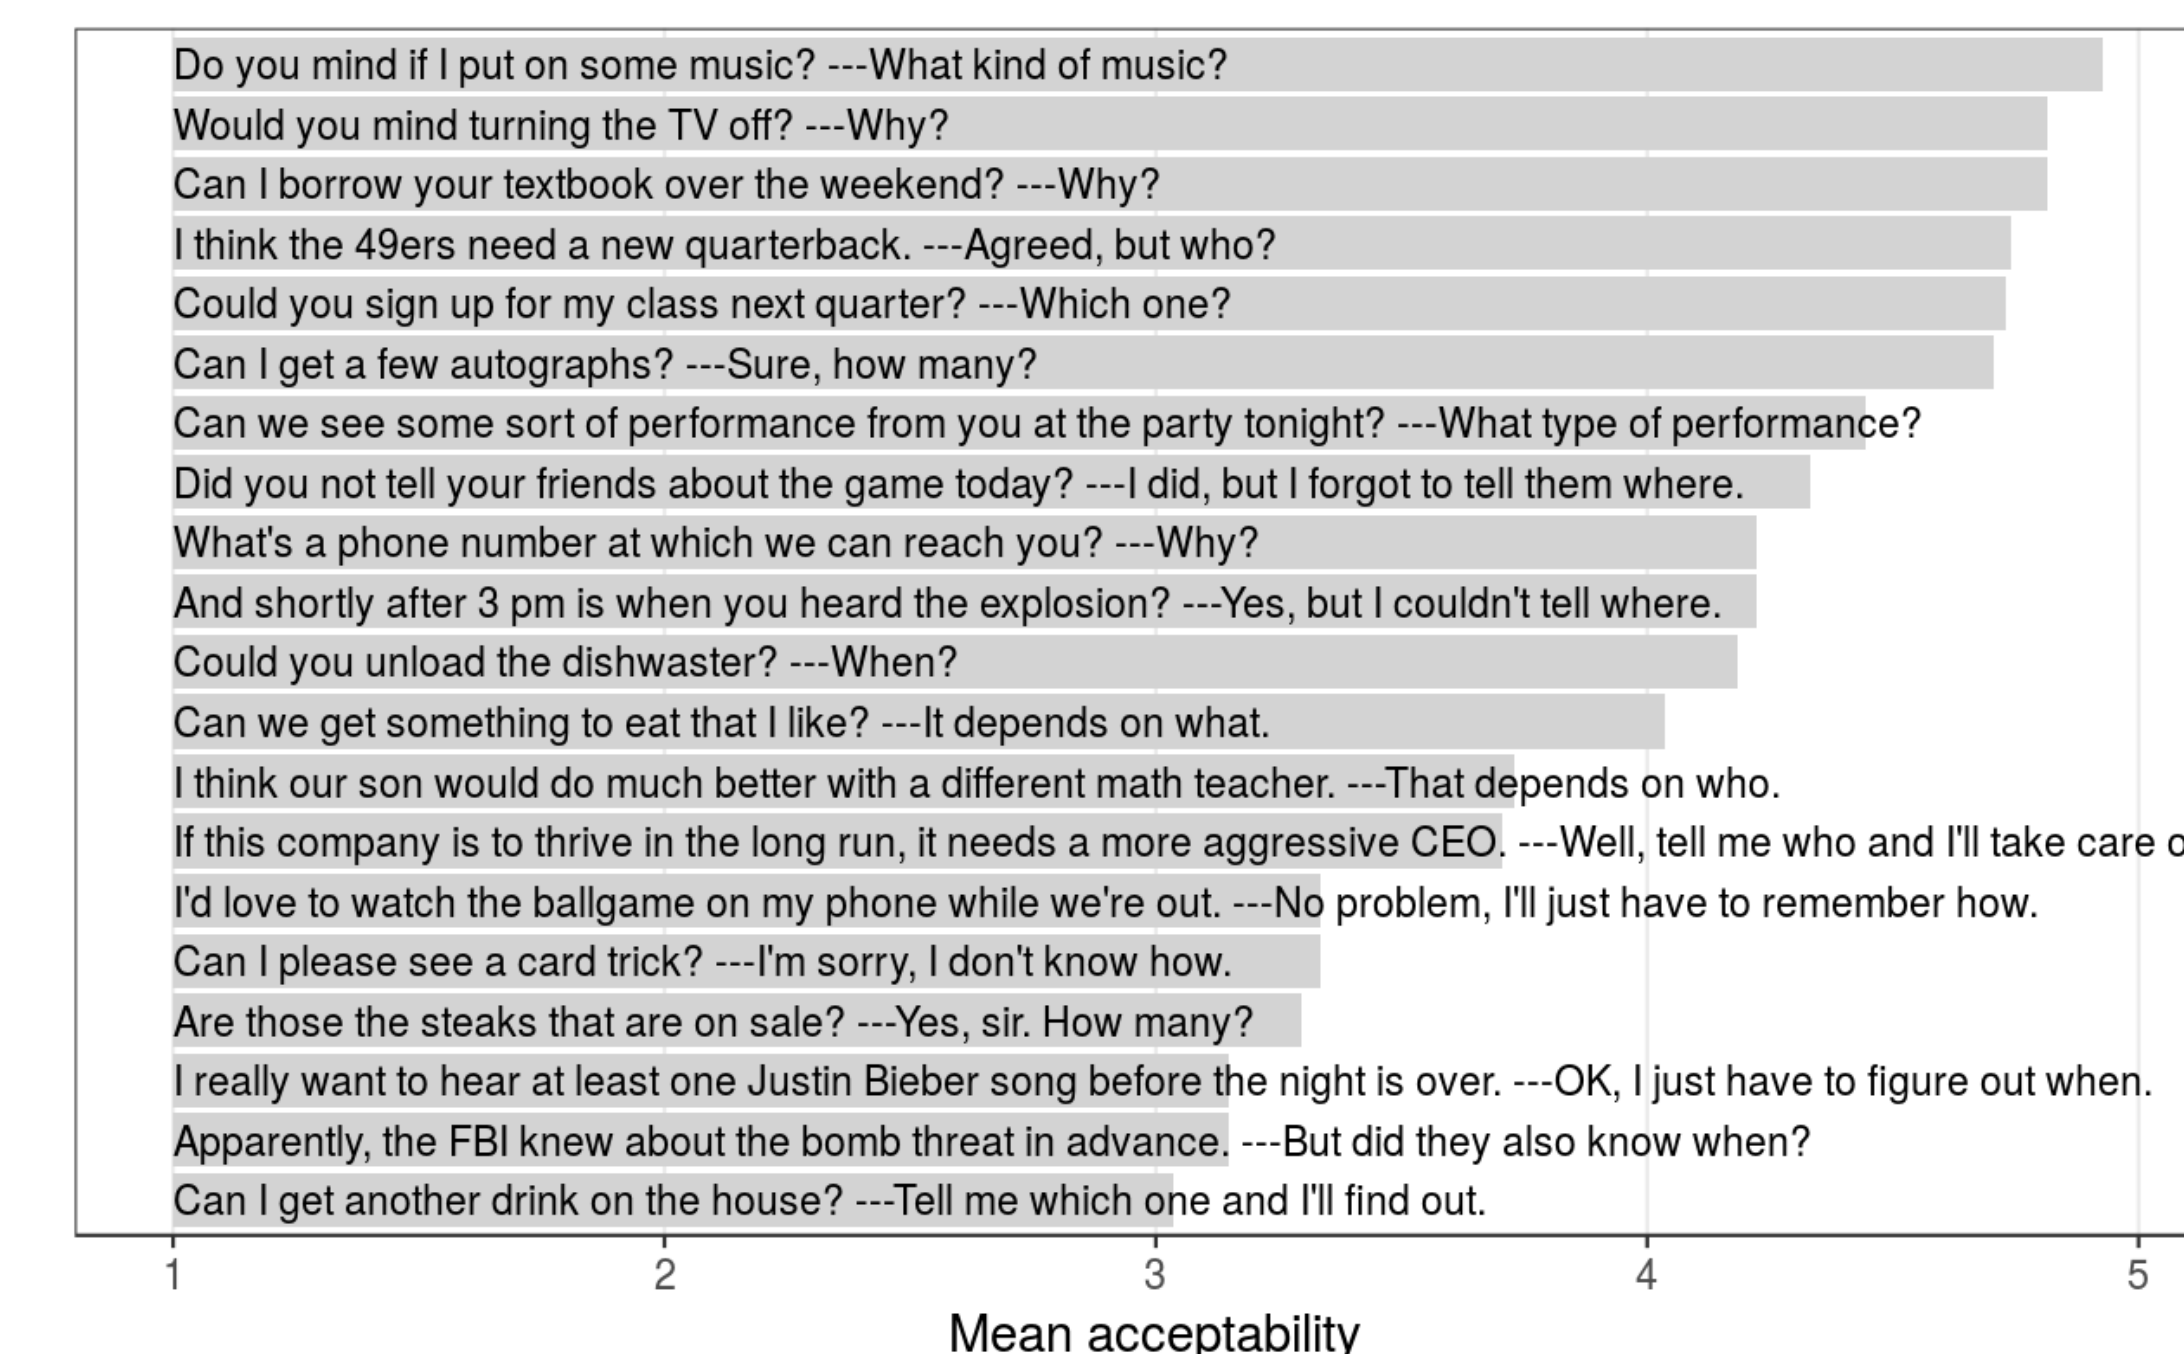 Do you mind if I put on some music? ---What kind of music?
Would you mind turning the TV off? ---Why?
Can I borrow your textbook over the weekend? ---Why?
I think the 49ers need a new quarterback. ---Agreed, but who?
Could you sign up for my class next quarter? ---Which one?
Can I get a few autographs? ---Sure, how many?
Can we see some sort of performance from you at the party tonight? ---What type of performance?
Did you not tell your friends about the game today? ---I did, but I forgot to tell them where.
What's a phone number at which we can reach you? ---Why?
And shortly after 3 pm is when you heard the explosion? ---Yes, but I couldn't tell where.
Could you unload the dishwaster? ---When?
Can we get something to eat that I like? ---It depends on what.
I think our son would do much better with a different math teacher. ---That depends on who.
If this company is to thrive in the long run, it needs a more aggressive CEO. ---Well, tell me who and I'll take care
I'd love to watch the ballgame on my phone while we're out. ---No problem, I'll just have to remember how.
Can I please see a card trick? ---I'm sorry, I don't know how.
Are those the steaks that are on sale? ---Yes, sir. How many?
I really want to hear at least one Justin Bieber song before the night is over. ---OK, I just have to figure out when.
Apparently, the FBI knew about the bomb threat in advance. ---But did they also know when?
Can I get another drink on the house? ---Tell me which one and I'll find out.
1 2 3 4 5
Mean acceptability